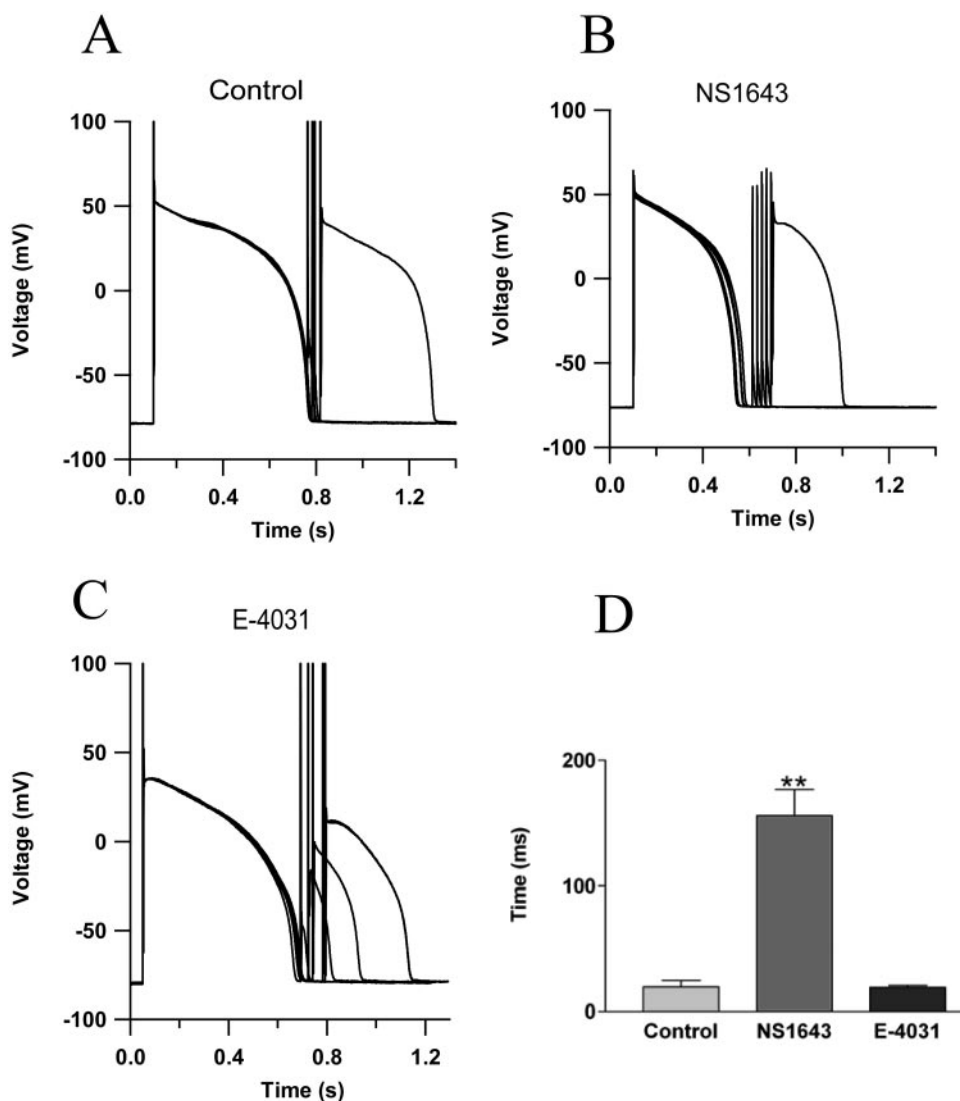 A
Control
100
50
0
-50
-100
Voltage (mV)
0.0 0.4 0.8 1.2
Time (s)
B
NS1643
100
50
0
-50
-100
Voltage (mV)
0.0 0.4 0.8 1.2
Time (s)
C
E-4031
100
50
0
-50
-100
Voltage (mV)
0.0 0.4 0.8 1.2
Time (s)
D
200
100
0
Time (ms)
**
Control NS1643 E-4031